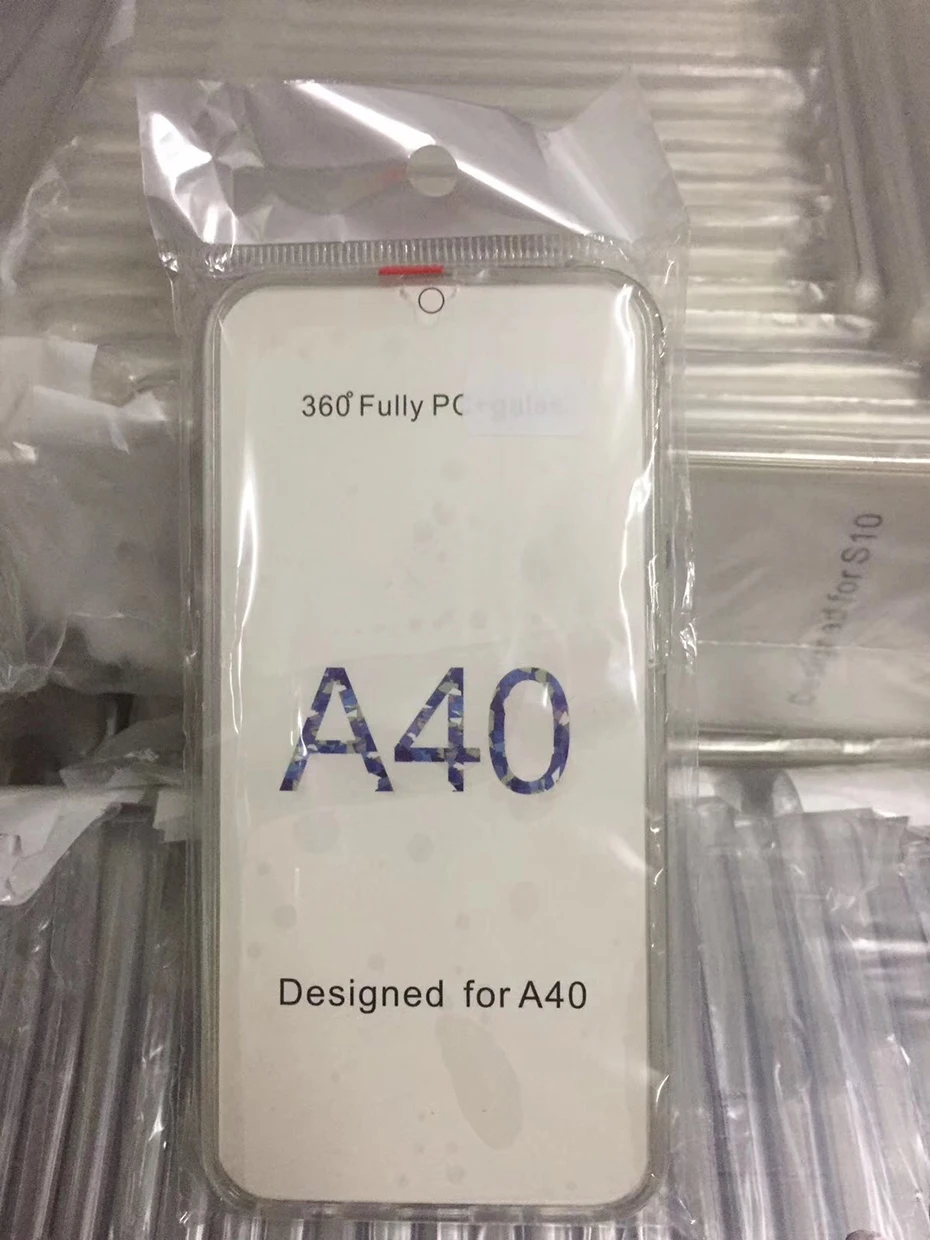 360° Fully PC
A40
Designed for A40
for S10